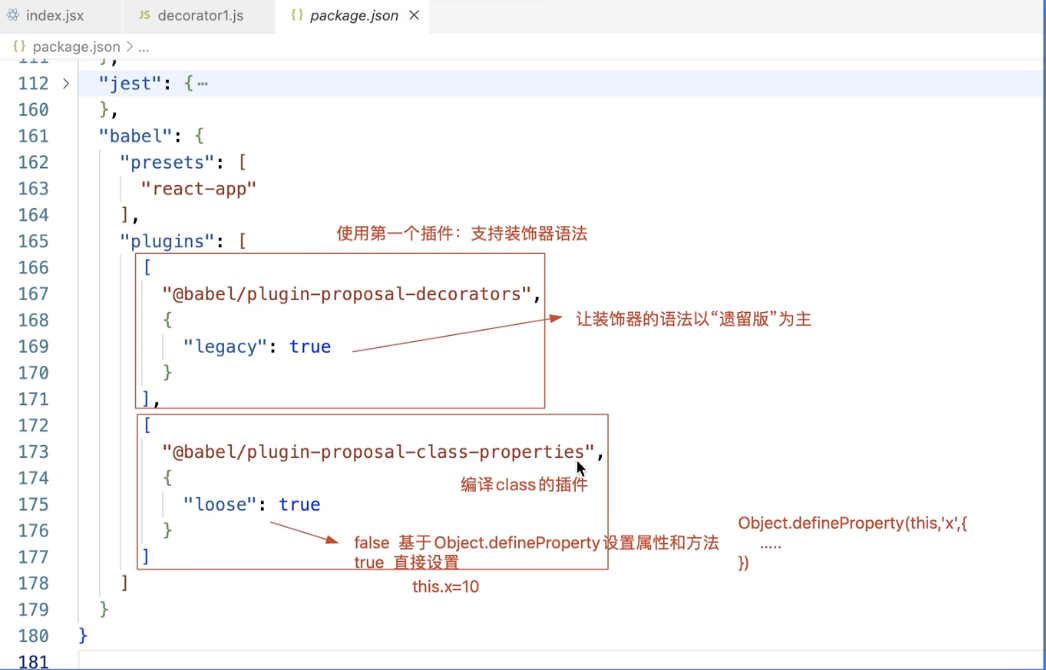 index.jsx
JS decorator1.js
{} package.json ×
{} package.json > ...
111 },
112 > "jest": { ⋯
160 },
161 "babel": {
162 "presets": [
163 "react-app"
164 ],
165 "plugins": [
使用第一个插件：支持装饰器语法
166 [
167 "@babel/plugin-proposal-decorators",
168 {
让装饰器的语法以“遗留版”为主
169 "legacy": true
170 }
171 ],
172 [
173 "@babel/plugin-proposal-class-properties",
174 {
编译class的插件
175 "loose": true
176 }
Object.defineProperty(this,'x',{
.....
})
false 基于Object.defineProperty设置属性和方法
177 ]
true 直接设置
this.x=10
178 ]
179 }
180 }
181